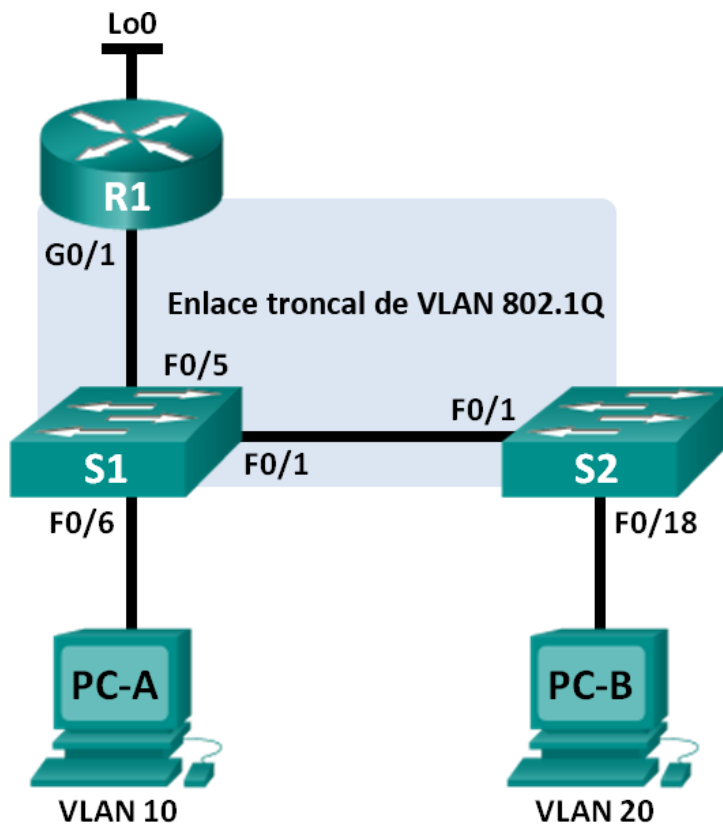 Lo0
R1
G0/1
Enlace troncal de VLAN 802.1Q
F0/5
F0/1
S1
F0/1
S2
F0/6
F0/18
PC-A
PC-B
VLAN 10
VLAN 20